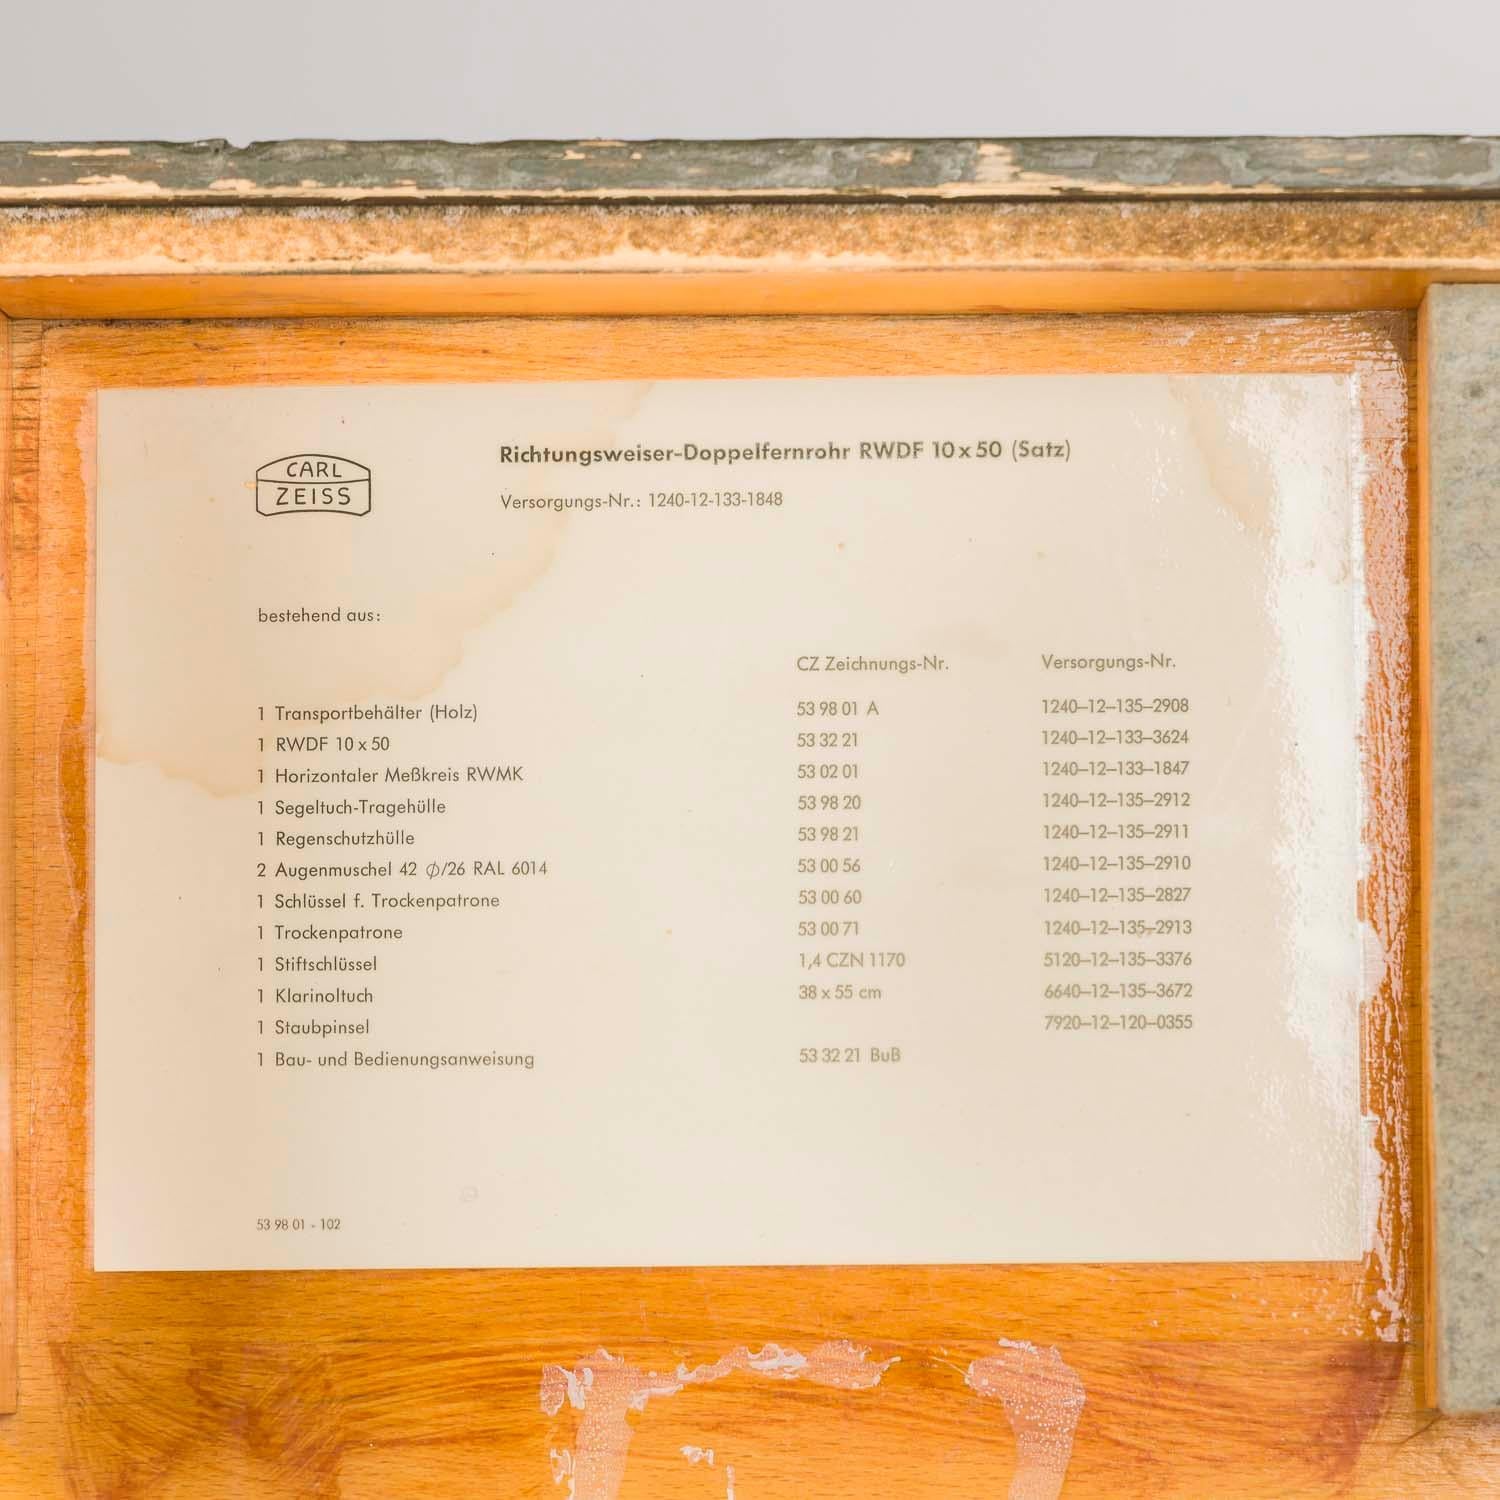 CARL
ZEISS
Richtungsweiser-Doppelfernrohr RWDF 10x50 (Satz)
Versorgungs-Nr.: 1240-12-133-1848
bestehend aus:
CZ Zeichnungs-Nr. Versorgungs-Nr.
1 Transportbehälter (Holz) 53 98 01 A 1240–12–135–2908
1 RWDF 10 x 50 53 32 21 1240–12–133–3624
1 Horizontaler Meßkreis RWMK 53 02 01 1240–12–133–1847
1 Segeltuch-Tragehülle 53 98 20 1240–12–135–2912
1 Regenschutzhülle 53 98 21 1240–12–135–2911
2 Augenmuschel 42 ∅/26 RAL 6014 53 00 56 1240–12–135–2910
1 Schlüssel f. Trockenpatrone 53 00 60 1240–12–135–2827
1 Trockenpatrone 53 00 71 1240–12–135–2913
1 Stiftschlüssel 1,4 CZN 1170 5120–12–135–3376
1 Klarinoltuch 38 x 55 cm 6640–12–135–3672
1 Staubpinsel 7920–12–120–0355
1 Bau- und Bedienungsanweisung 53 32 21 BuB
53 98 01 - 102